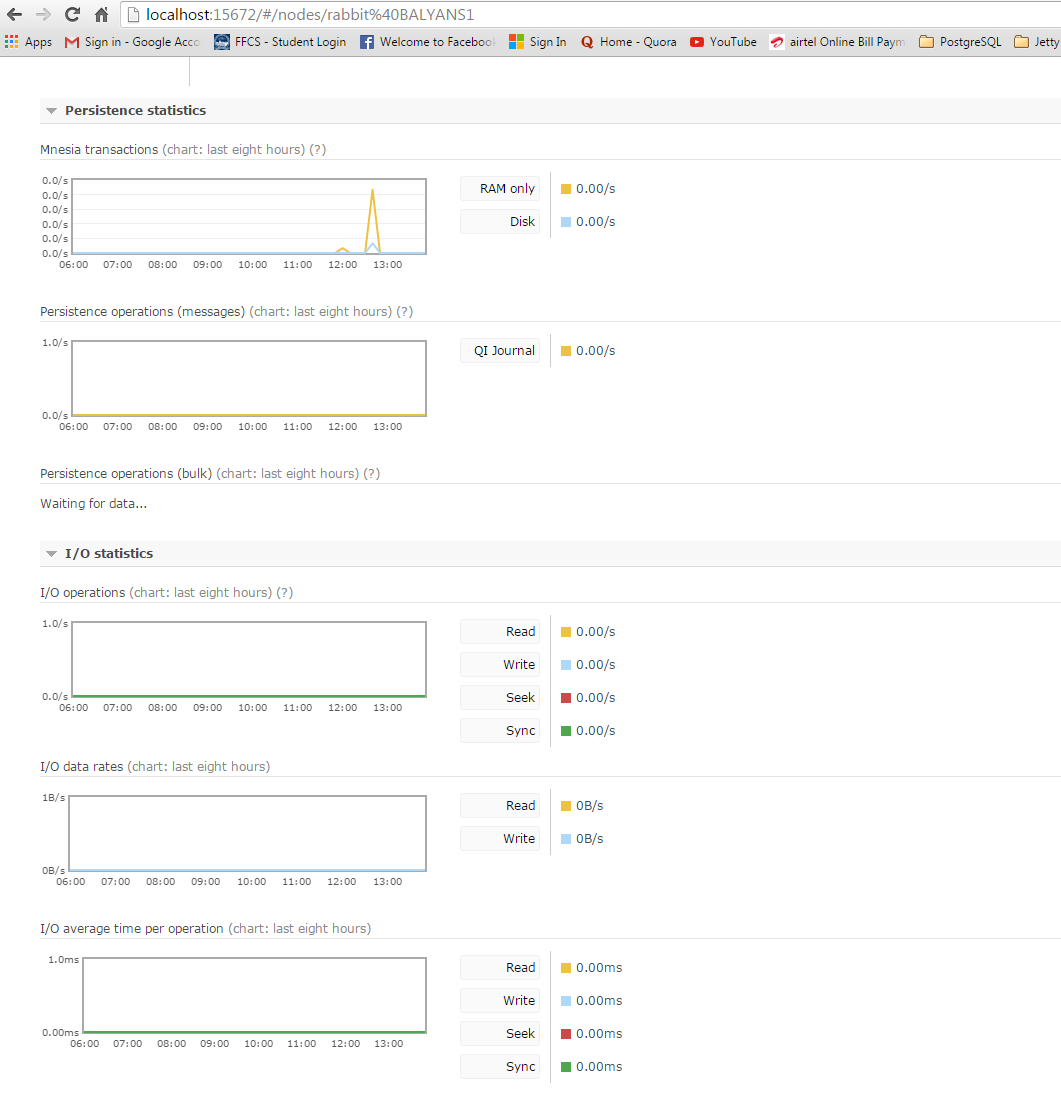 localhost:15672/#/nodes/rabbit%40BALYANS1
Apps Sign in - Google Acco FFCS - Student Login Welcome to Facebook Sign In Home - Quora YouTube airtel Online Bill Paym PostgreSQL Jetty
Persistence statistics
Mnesia transactions (chart: last eight hours) (?)
0.0/s
0.0/s
0.0/s
0.0/s
0.0/s
0.0/s
06:00 07:00 08:00 09:00 10:00 11:00 12:00 13:00
RAM only 0.00/s
Disk 0.00/s
Persistence operations (messages) (chart: last eight hours) (?)
1.0/s
0.0/s
06:00 07:00 08:00 09:00 10:00 11:00 12:00 13:00
QI Journal 0.00/s
Persistence operations (bulk) (chart: last eight hours) (?)
Waiting for data...
I/O statistics
I/O operations (chart: last eight hours) (?)
1.0/s
0.0/s
06:00 07:00 08:00 09:00 10:00 11:00 12:00 13:00
Read 0.00/s
Write 0.00/s
Seek 0.00/s
Sync 0.00/s
I/O data rates (chart: last eight hours)
1B/s
0B/s
06:00 07:00 08:00 09:00 10:00 11:00 12:00 13:00
Read 0B/s
Write 0B/s
I/O average time per operation (chart: last eight hours)
1.0ms
0.00ms
06:00 07:00 08:00 09:00 10:00 11:00 12:00 13:00
Read 0.00ms
Write 0.00ms
Seek 0.00ms
Sync 0.00ms